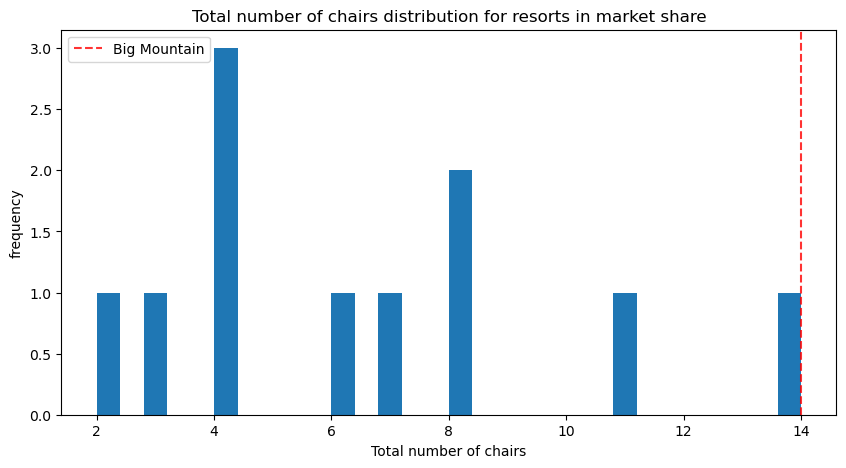 Total number of chairs distribution for resorts in market share
Big Mountain
frequency
3.0
2.5
2.0
1.5
1.0
0.5
0.0
2 4 6 8 10 12 14
Total number of chairs